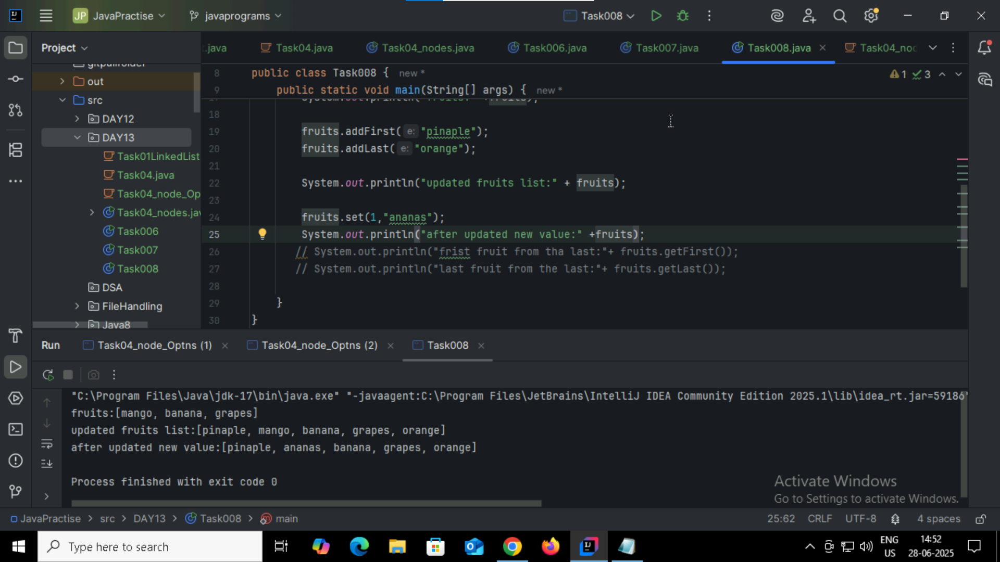 JP JavaPractise
javaprograms
Task008
Project
.java
Task04.java
Task04_nodes.java
Task006.java
Task007.java
Task008.java
Task04_no
out
src
DAY12
DAY13
Task01LinkedList
Task04.java
Task04_node_Op
Task04_nodes.jav
Task006
Task007
Task008
DSA
FileHandling
Java8
8 public class Task008 { new *
9 public static void main(String[] args) { new *
18
19 fruits.addFirst( e: "pinaple");
20 fruits.addLast( e: "orange");
21
22 System.out.println("updated fruits list:" + fruits);
23
24 fruits.set(1,"ananas");
25 System.out.println("after updated new value:" +fruits);
26 // System.out.println("frist fruit from tha last:"+ fruits.getFirst());
27 // System.out.println("last fruit from the last:"+ fruits.getLast());
28
29 }
30 }
1 3
Run
Task04_node_Optns (1)
Task04_node_Optns (2)
Task008
"C:\Program Files\Java\jdk-17\bin\java.exe" "-javaagent:C:\Program Files\JetBrains\IntelliJ IDEA Community Edition 2025.1\lib\idea_rt.jar=59186"
fruits:[mango, banana, grapes]
updated fruits list:[pinaple, mango, banana, grapes, orange]
after updated new value:[pinaple, ananas, banana, grapes, orange]
Process finished with exit code 0
Activate Windows
Go to Settings to activate Windows.
JavaPractise > src > DAY13 > Task008 > main
25:62 CRLF UTF-8 4 spaces
Type here to search
ENG
US
14:52
28-06-2025